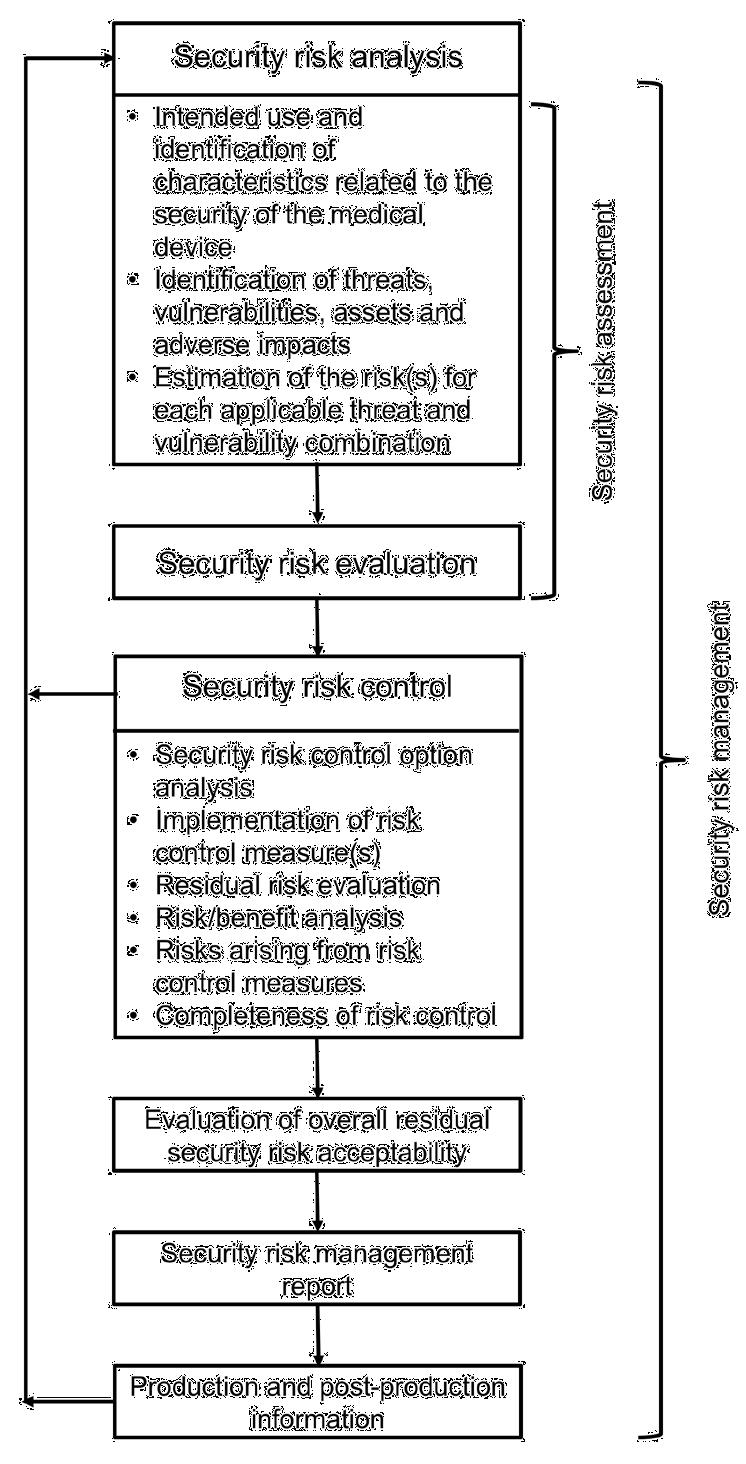 Security risk analysis
• Intended use and
identification of
characteristics related to the
security of the medical
device
• Identification of threats,
vulnerabilities, assets and
adverse impacts
• Estimation of the risk(s) for
each applicable threat and
vulnerability combination
Security risk assessment
Security risk evaluation
Security risk management
Security risk control
• Security risk control option
analysis
• Implementation of risk
control measure(s)
• Residual risk evaluation
• Risk/benefit analysis
• Risks arising from risk
control measures
• Completeness of risk control
Evaluation of overall residual
security risk acceptability
Security risk management
report
Production and post-production
information